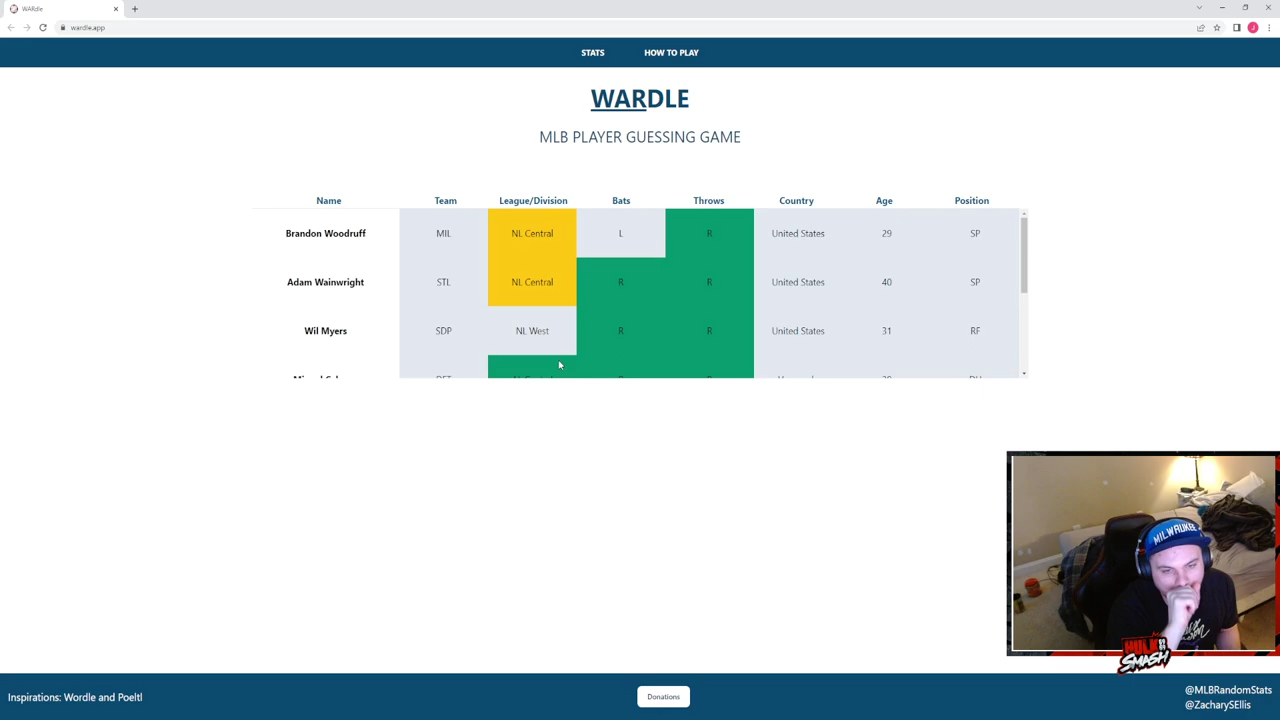 WARdle
wardle.app
J
STATS HOW TO PLAY
WARDLE
MLB PLAYER GUESSING GAME
Name Team League/Division Bats Throws Country Age Position
Brandon Woodruff MIL NL Central L R United States 29 SP
Adam Wainwright STL NL Central R R United States 40 SP
Wil Myers SDP NL West R R United States 31 RF
MILWAUKEE
HULK
SMASH
Inspirations: Wordle and Poeltl
Donations
@MLBRandomStats
@ZacharySEllis